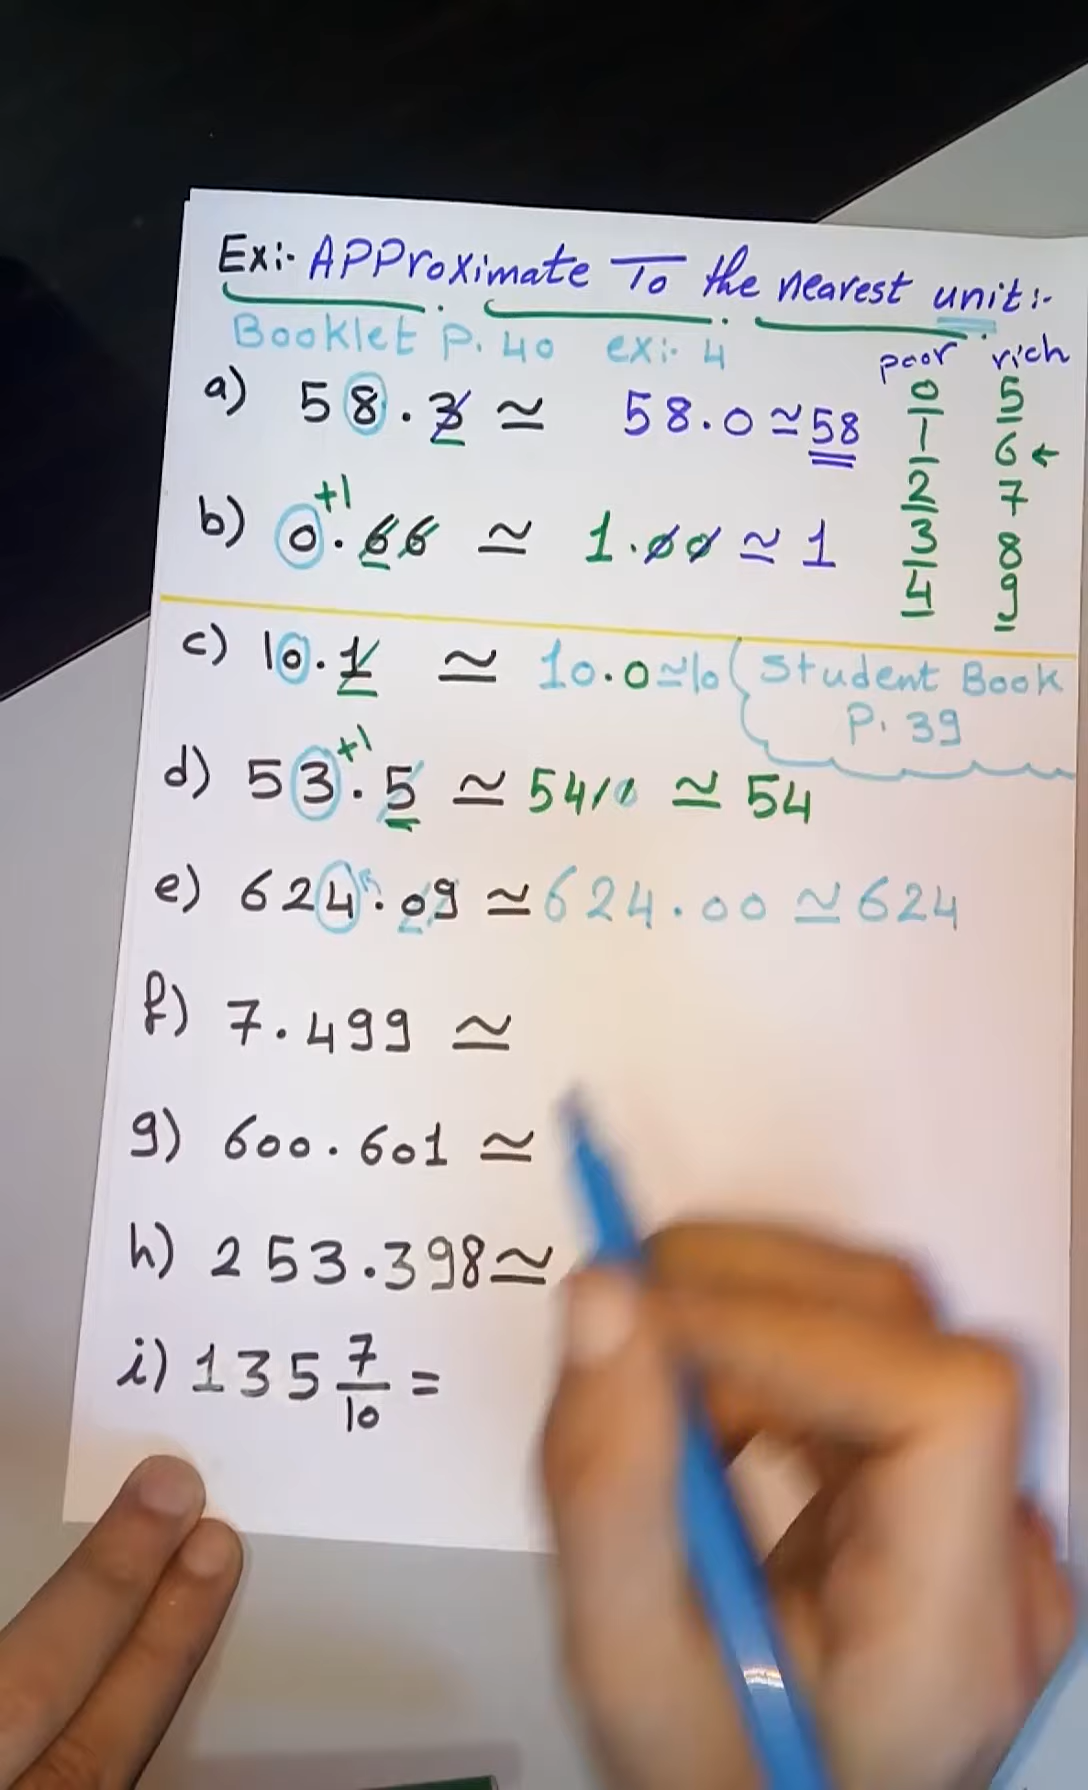 Ex:- APProximate To the nearest unit:-
Booklet P. 40 ex:- 4
poor rich
0 5
1 6 ←
2 7
3 8
4 9
a) 58.3 ≃ 58.0 ≃ 58
+1
b) 0.66 ≃ 1.00 ≃ 1
c) 10.1 ≃ 10.0 ≃ 10
Student Book
P. 39
+1
d) 53.5 ≃ 54.0 ≃ 54
e) 624.09 ≃ 624.00 ≃ 624
f) 7.499 ≃
g) 600.601 ≃
h) 253.398 ≃
i) 135 7/10 =